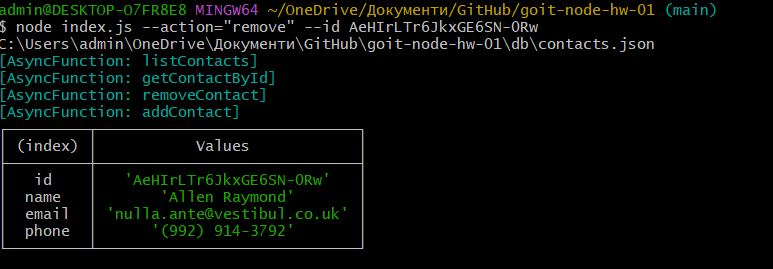 admin@DESKTOP-O7FR8E8 MINGW64 ~/OneDrive/Документи/GitHub/goit-node-hw-01 (main)
$ node index.js --action="remove" --id AeHIrLTr6JkxGE6SN-0Rw
C:\Users\admin\OneDrive\Документи\GitHub\goit-node-hw-01\db\contacts.json
[AsyncFunction: listContacts]
[AsyncFunction: getContactById]
[AsyncFunction: removeContact]
[AsyncFunction: addContact]
(index) Values
id 'AeHIrLTr6JkxGE6SN-0Rw'
name 'Allen Raymond'
email 'nulla.ante@vestibul.co.uk'
phone '(992) 914-3792'